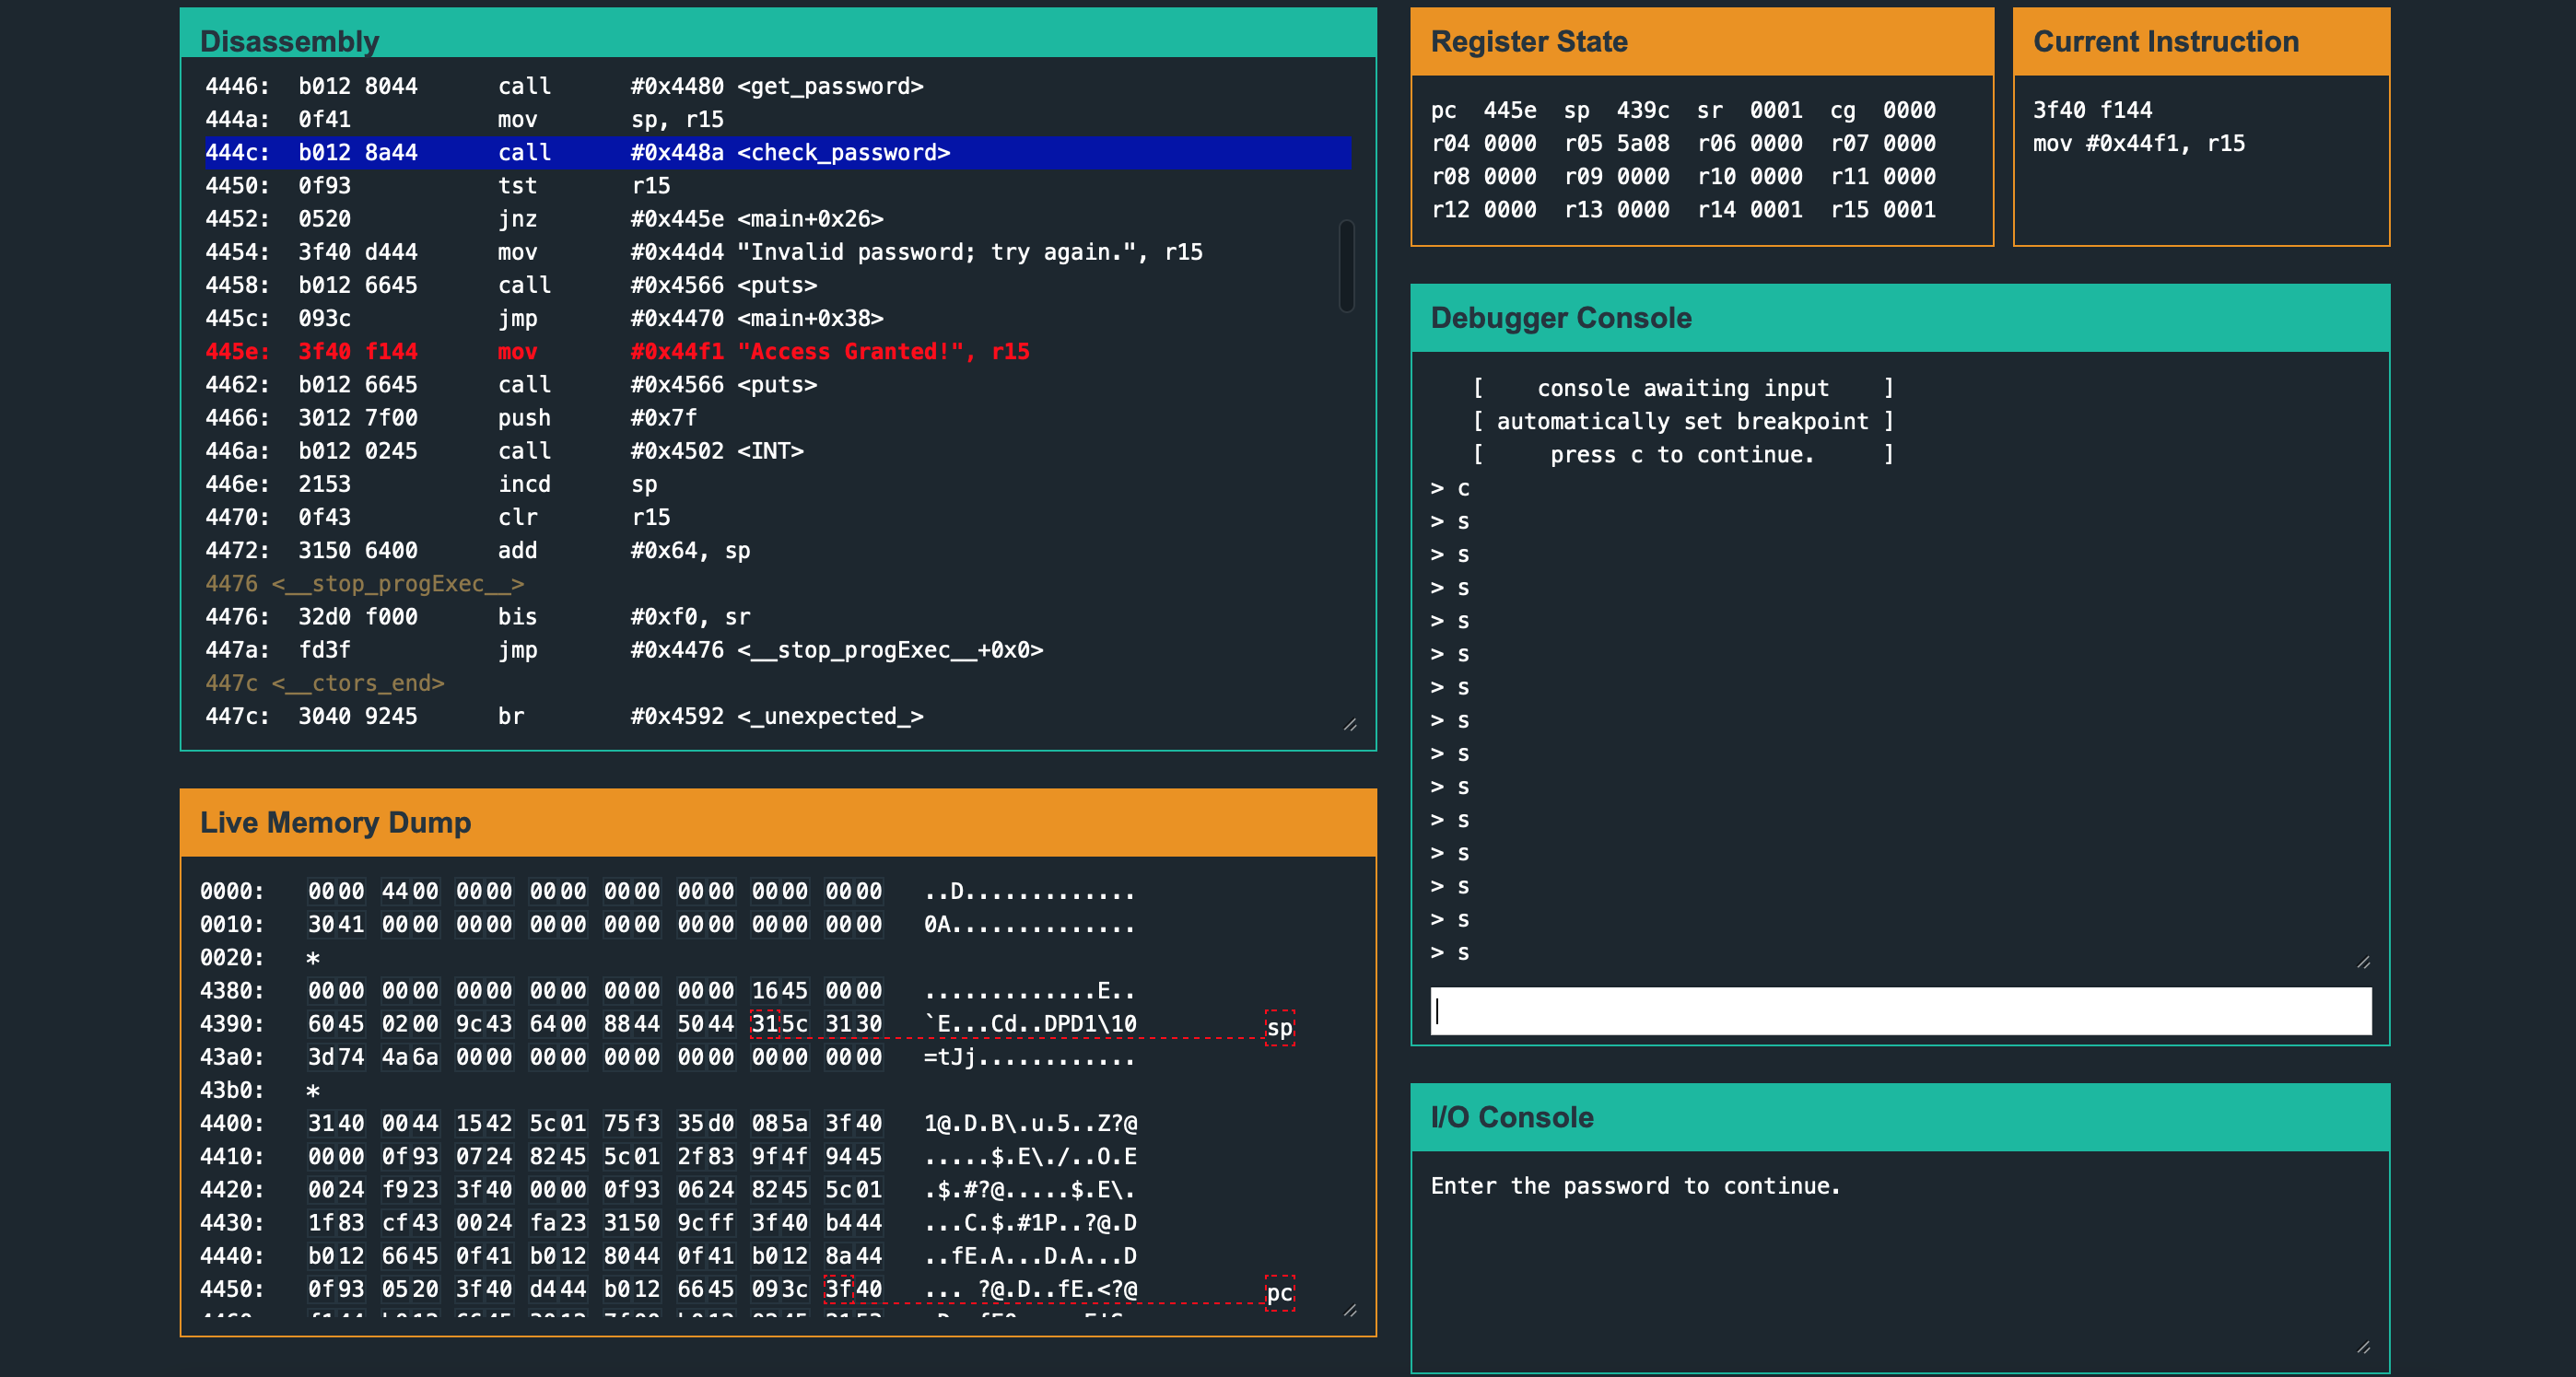 Disassembly
4446: b012 8044 call #0x4480 <get_password>
444a: 0f41 mov sp, r15
444c: b012 8a44 call #0x448a <check_password>
4450: 0f93 tst r15
4452: 0520 jnz #0x445e <main+0x26>
4454: 3f40 d444 mov #0x44d4 "Invalid password; try again.", r15
4458: b012 6645 call #0x4566 <puts>
445c: 093c jmp #0x4470 <main+0x38>
445e: 3f40 f144 mov #0x44f1 "Access Granted!", r15
4462: b012 6645 call #0x4566 <puts>
4466: 3012 7f00 push #0x7f
446a: b012 0245 call #0x4502 <INT>
446e: 2153 incd sp
4470: 0f43 clr r15
4472: 3150 6400 add #0x64, sp
4476 <__stop_progExec__>
4476: 32d0 f000 bis #0xf0, sr
447a: fd3f jmp #0x4476 <__stop_progExec__+0x0>
447c <__ctors_end>
447c: 3040 9245 br #0x4592 <_unexpected_>
Live Memory Dump
0000: 0000 4400 0000 0000 0000 0000 0000 0000 ..D.............
0010: 3041 0000 0000 0000 0000 0000 0000 0000 0A..............
0020: *
4380: 0000 0000 0000 0000 0000 0000 1645 0000 .............E..
4390: 6045 0200 9c43 6400 8844 5044 315c 3130 `E...Cd..DPD1\10 sp
43a0: 3d74 4a6a 0000 0000 0000 0000 0000 0000 =tJj............
43b0: *
4400: 3140 0044 1542 5c01 75f3 35d0 085a 3f40 1@.D.B\.u.5..Z?@
4410: 0000 0f93 0724 8245 5c01 2f83 9f4f 9445 .....$.E\./..O.E
4420: 0024 f923 3f40 0000 0f93 0624 8245 5c01 .$.#?@.....$.E\.
4430: 1f83 cf43 0024 fa23 3150 9cff 3f40 b444 ...C.$.#1P..?@.D
4440: b012 6645 0f41 b012 8044 0f41 b012 8a44 ..fE.A...D.A...D
4450: 0f93 0520 3f40 d444 b012 6645 093c 3f40 ... ?@.D..fE.<?@ pc
Register State
pc 445e sp 439c sr 0001 cg 0000
r04 0000 r05 5a08 r06 0000 r07 0000
r08 0000 r09 0000 r10 0000 r11 0000
r12 0000 r13 0000 r14 0001 r15 0001
Current Instruction
3f40 f144
mov #0x44f1, r15
Debugger Console
[ console awaiting input ]
[ automatically set breakpoint ]
[ press c to continue. ]
> c
> s
> s
> s
> s
> s
> s
> s
> s
> s
> s
> s
> s
> s
> s
I/O Console
Enter the password to continue.